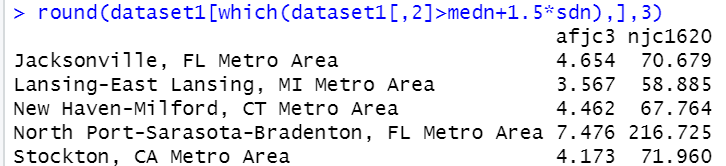 > round(dataset1[which(dataset1[,2]>medn+1.5*sdn),],3)
afjc3 njc1620
Jacksonville, FL Metro Area 4.654 70.679
Lansing-East Lansing, MI Metro Area 3.567 58.885
New Haven-Milford, CT Metro Area 4.462 67.764
North Port-Sarasota-Bradenton, FL Metro Area 7.476 216.725
Stockton, CA Metro Area 4.173 71.960